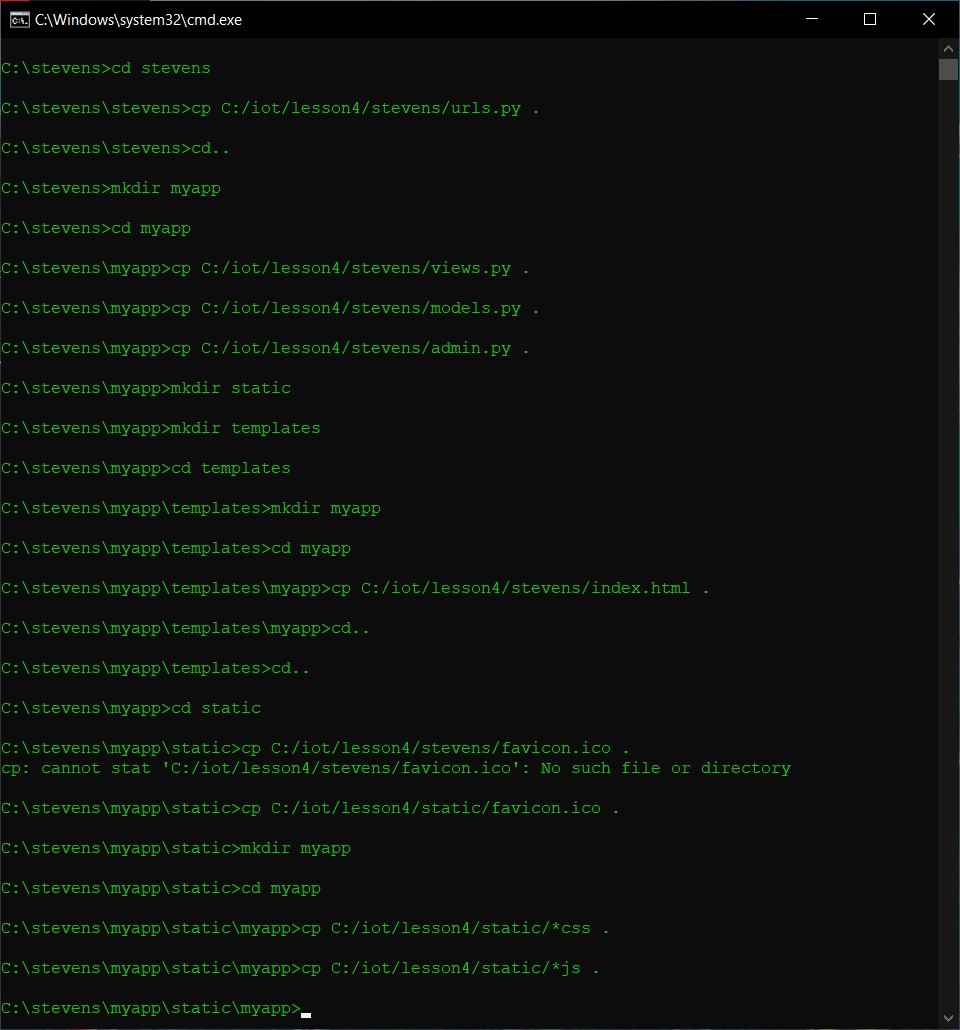 C:\Windows\system32\cmd.exe
C:\stevens>cd stevens
C:\stevens\stevens>cp C:/iot/lesson4/stevens/urls.py .
C:\stevens\stevens>cd..
C:\stevens>mkdir myapp
C:\stevens>cd myapp
C:\stevens\myapp>cp C:/iot/lesson4/stevens/views.py .
C:\stevens\myapp>cp C:/iot/lesson4/stevens/models.py .
C:\stevens\myapp>cp C:/iot/lesson4/stevens/admin.py .
C:\stevens\myapp>mkdir static
C:\stevens\myapp>mkdir templates
C:\stevens\myapp>cd templates
C:\stevens\myapp\templates>mkdir myapp
C:\stevens\myapp\templates>cd myapp
C:\stevens\myapp\templates\myapp>cp C:/iot/lesson4/stevens/index.html .
C:\stevens\myapp\templates\myapp>cd..
C:\stevens\myapp\templates>cd..
C:\stevens\myapp>cd static
C:\stevens\myapp\static>cp C:/iot/lesson4/stevens/favicon.ico .
cp: cannot stat 'C:/iot/lesson4/stevens/favicon.ico': No such file or directory
C:\stevens\myapp\static>cp C:/iot/lesson4/static/favicon.ico .
C:\stevens\myapp\static>mkdir myapp
C:\stevens\myapp\static>cd myapp
C:\stevens\myapp\static\myapp>cp C:/iot/lesson4/static/*css .
C:\stevens\myapp\static\myapp>cp C:/iot/lesson4/static/*js .
C:\stevens\myapp\static\myapp>